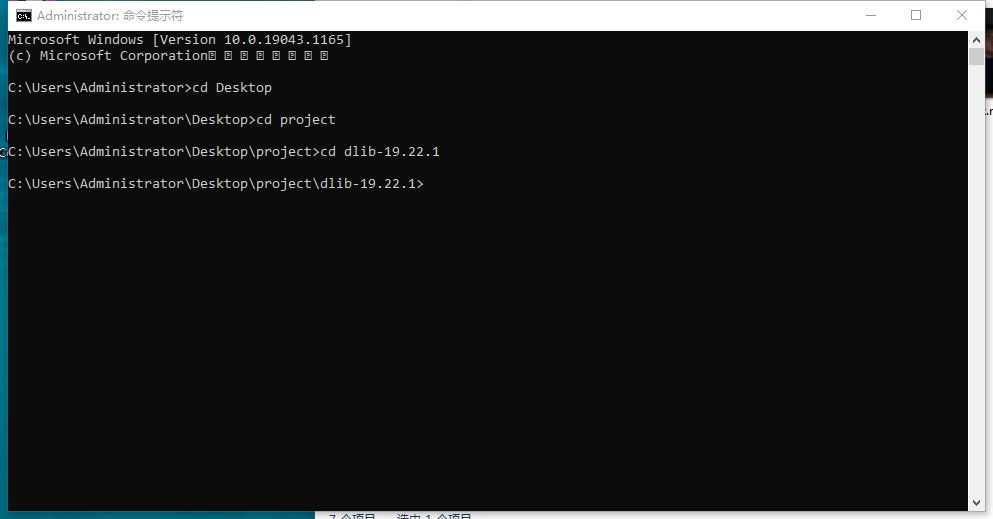 Administrator: 命令提示符
Microsoft Windows [Version 10.0.19043.1165]
(c) Microsoft Corporation
C:\Users\Administrator>cd Desktop
C:\Users\Administrator\Desktop>cd project
C:\Users\Administrator\Desktop\project>cd dlib-19.22.1
C:\Users\Administrator\Desktop\project\dlib-19.22.1>
7 个项目 选中 1 个项目